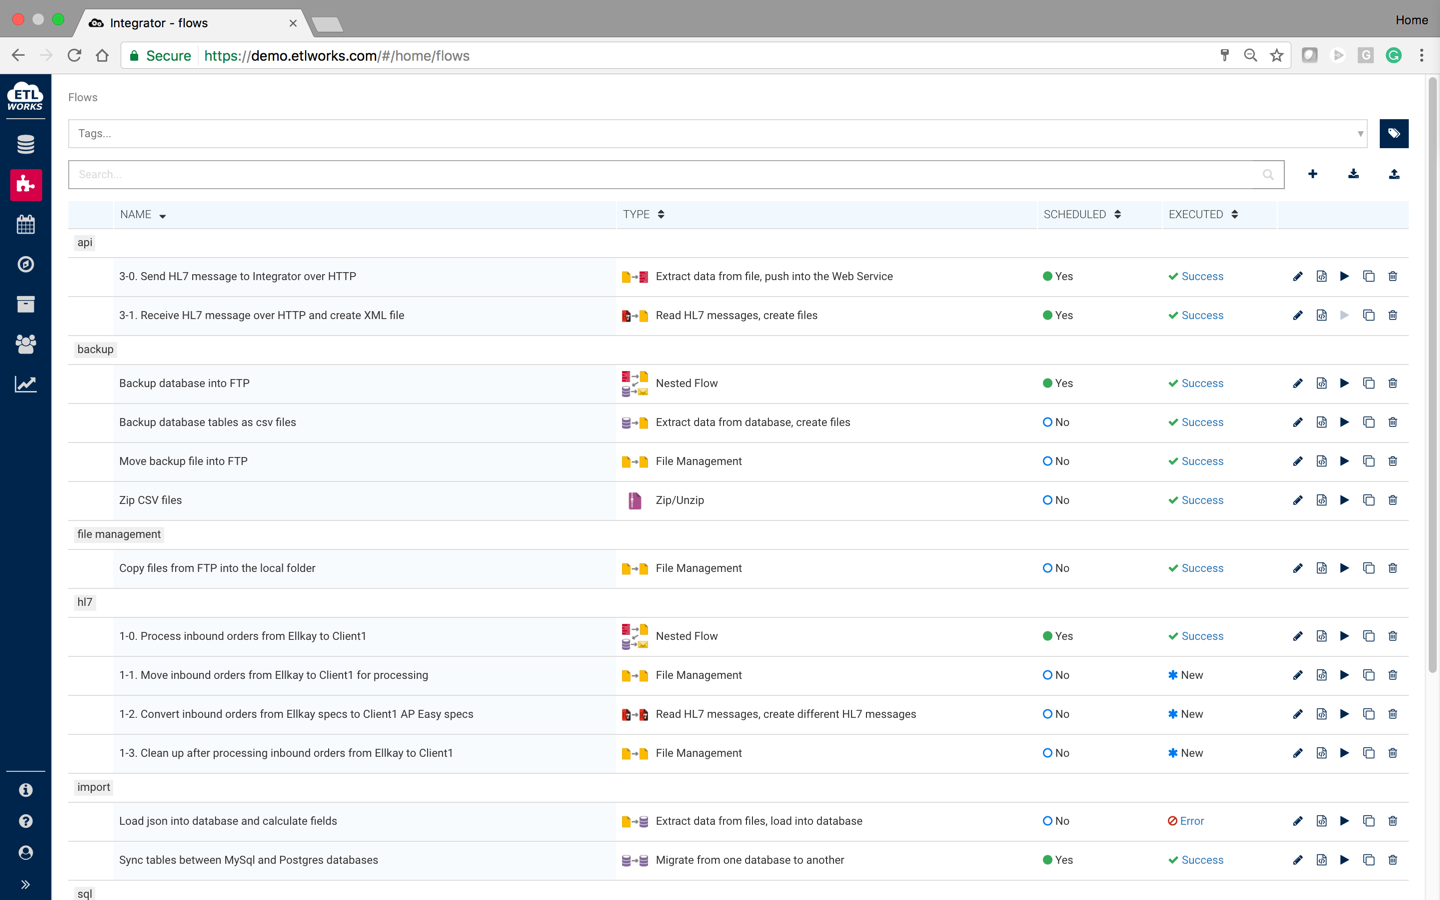 Integrator - flows
Home
Secure https://demo.etlworks.com/#/home/flows
ETL
WORKS
Flows
Tags...
Search...
NAME TYPE SCHEDULED EXECUTED
api
3-0. Send HL7 message to Integrator over HTTP Extract data from file, push into the Web Service Yes Success
3-1. Receive HL7 message over HTTP and create XML file Read HL7 messages, create files Yes Success
backup
Backup database into FTP Nested Flow Yes Success
Backup database tables as csv files Extract data from database, create files No Success
Move backup file into FTP File Management No Success
Zip CSV files Zip/Unzip No Success
file management
Copy files from FTP into the local folder File Management No Success
hl7
1-0. Process inbound orders from Ellkay to Client1 Nested Flow Yes Success
1-1. Move inbound orders from Ellkay to Client1 for processing File Management No New
1-2. Convert inbound orders from Ellkay specs to Client1 AP Easy specs Read HL7 messages, create different HL7 messages No New
1-3. Clean up after processing inbound orders from Ellkay to Client1 File Management No New
import
Load json into database and calculate fields Extract data from files, load into database No Error
Sync tables between MySql and Postgres databases Migrate from one database to another Yes Success
sql